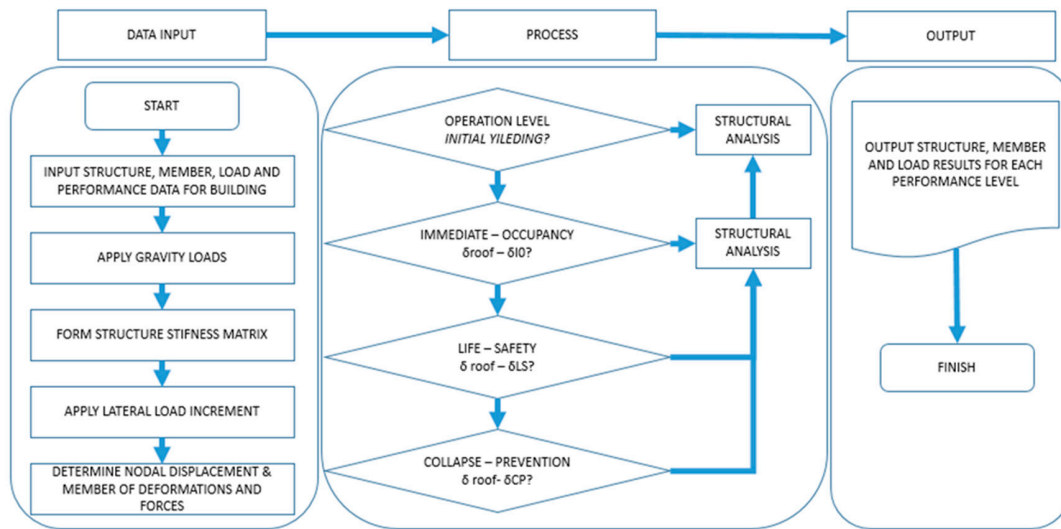 DATA INPUT
PROCESS
OUTPUT
START
INPUT STRUCTURE, MEMBER, LOAD AND
PERFORMANCE DATA FOR BUILDING
APPLY GRAVITY LOADS
FORM STRUCTURE STIFNESS MATRIX
APPLY LATERAL LOAD INCREMENT
DETERMINE NODAL DISPLACEMENT &
MEMBER OF DEFORMATIONS AND
FORCES
OPERATION LEVEL
INITIAL YILEDING?
STRUCTURAL
ANALYSIS
IMMEDIATE – OCCUPANCY
δroof – δI0?
STRUCTURAL
ANALYSIS
LIFE – SAFETY
δ roof – δLS?
COLLAPSE – PREVENTION
δ roof- δCP?
OUTPUT STRUCTURE, MEMBER
AND LOAD RESULTS FOR EACH
PERFORMANCE LEVEL
FINISH